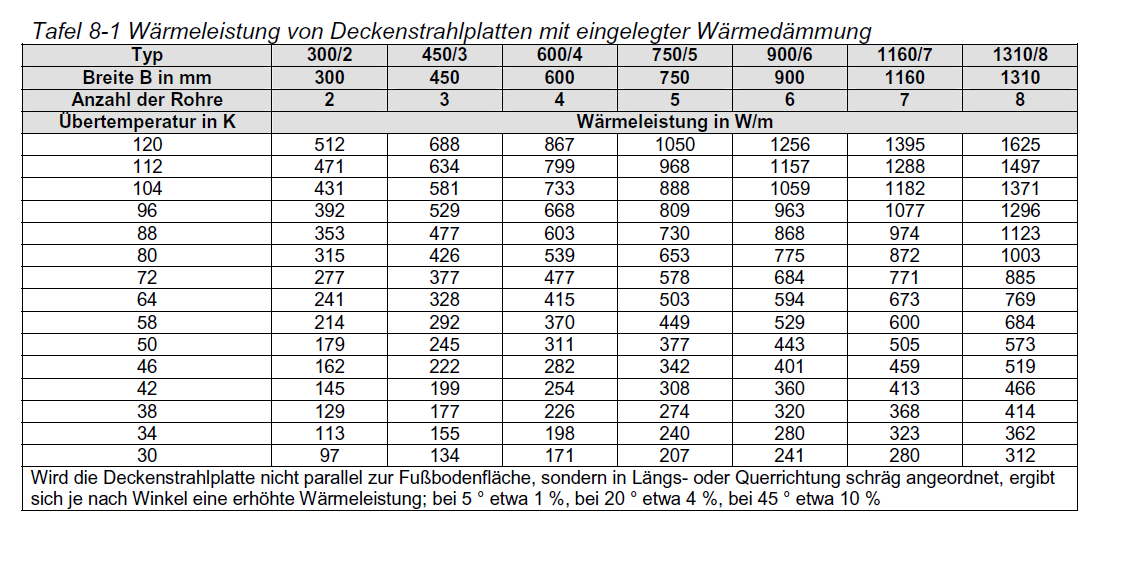 Tafel 8-1 Wärmeleistung von Deckenstrahlplatten mit eingelegter Wärmedämmung
Typ 300/2 450/3 600/4 750/5 900/6 1160/7 1310/8
Breite B in mm 300 450 600 750 900 1160 1310
Anzahl der Rohre 2 3 4 5 6 7 8
Übertemperatur in K Wärmeleistung in W/m
120 512 688 867 1050 1256 1395 1625
112 471 634 799 968 1157 1288 1497
104 431 581 733 888 1059 1182 1371
96 392 529 668 809 963 1077 1296
88 353 477 603 730 868 974 1123
80 315 426 539 653 775 872 1003
72 277 377 477 578 684 771 885
64 241 328 415 503 594 673 769
58 214 292 370 449 529 600 684
50 179 245 311 377 443 505 573
46 162 222 282 342 401 459 519
42 145 199 254 308 360 413 466
38 129 177 226 274 320 368 414
34 113 155 198 240 280 323 362
30 97 134 171 207 241 280 312
Wird die Deckenstrahlplatte nicht parallel zur Fußbodenfläche, sondern in Längs- oder Querrichtung schräg angeordnet, ergibt
sich je nach Winkel eine erhöhte Wärmeleistung; bei 5 ° etwa 1 %, bei 20 ° etwa 4 %, bei 45 ° etwa 10 %